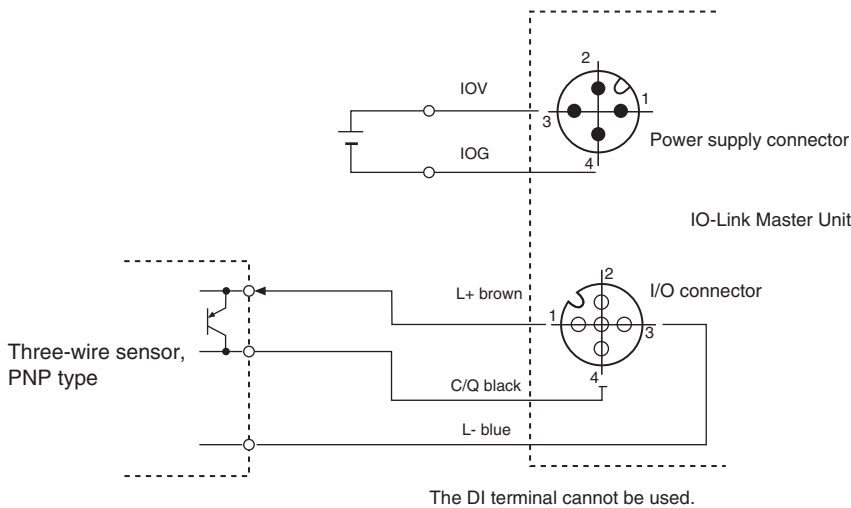 2
IOV
1
3
Power supply connector
IOG
4
IO-Link Master Unit
2
L+ brown
I/O connector
1
3
Three-wire sensor,
PNP type
4
C/Q black
L- blue
The DI terminal cannot be used.